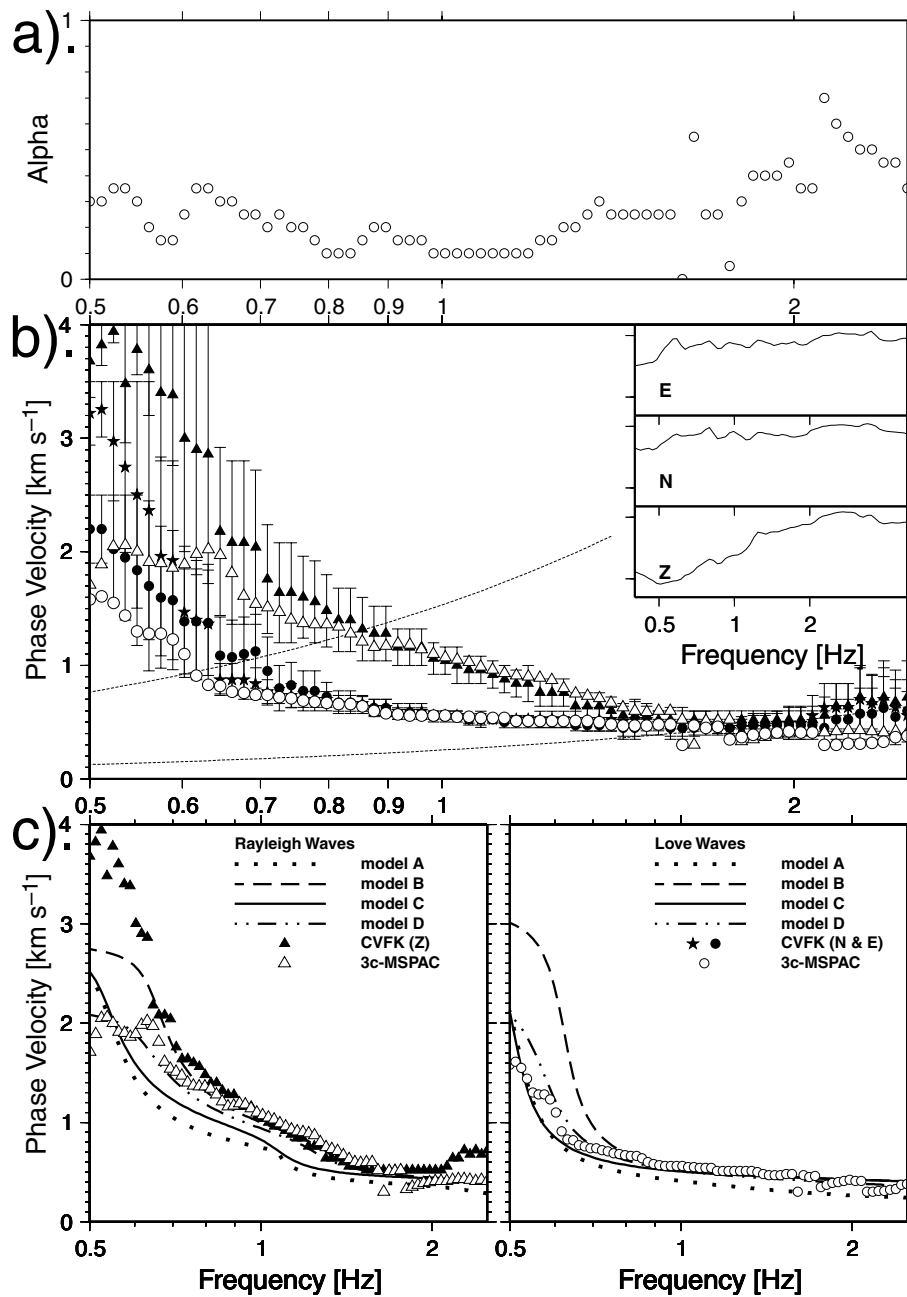 a).
1
Alpha
0
0.5 0.6 0.7 0.8 0.9 1 2
b).
4
3
2
1
0
Phase Velocity [km s⁻¹]
E
N
Z
0.5 1 2
Frequency [Hz]
0.5 0.6 0.7 0.8 0.9 1 2
c).
4
3
2
1
0
Phase Velocity [km s⁻¹]
Rayleigh Waves
model A
model B
model C
model D
CVFK (Z)
3c-MSPAC
0.5 1 2
Frequency [Hz]
Love Waves
model A
model B
model C
model D
CVFK (N & E)
3c-MSPAC
0.5 1 2
Frequency [Hz]